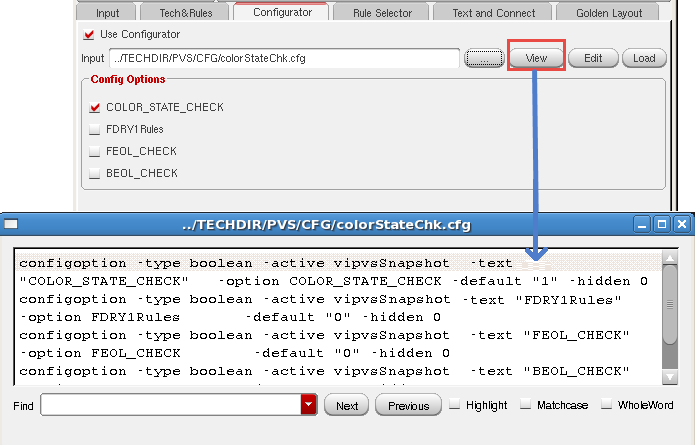 Input Tech&Rules Configurator Rule Selector Text and Connect Golden Layout
Use Configurator
Input ../TECHDIR/PVS/CFG/colorStateChk.cfg ... View Edit Load
Config Options
COLOR_STATE_CHECK
FDRY1Rules
FEOL_CHECK
BEOL_CHECK
../TECHDIR/PVS/CFG/colorStateChk.cfg
configoption -type boolean -active vipvsSnapshot -text
"COLOR_STATE_CHECK" -option COLOR_STATE_CHECK -default "1" -hidden 0
configoption -type boolean -active vipvsSnapshot -text "FDRY1Rules"
-option FDRY1Rules -default "0" -hidden 0
configoption -type boolean -active vipvsSnapshot -text "FEOL_CHECK"
-option FEOL_CHECK -default "0" -hidden 0
configoption -type boolean -active vipvsSnapshot -text "BEOL_CHECK"
Find Next Previous Highlight Matchcase WholeWord